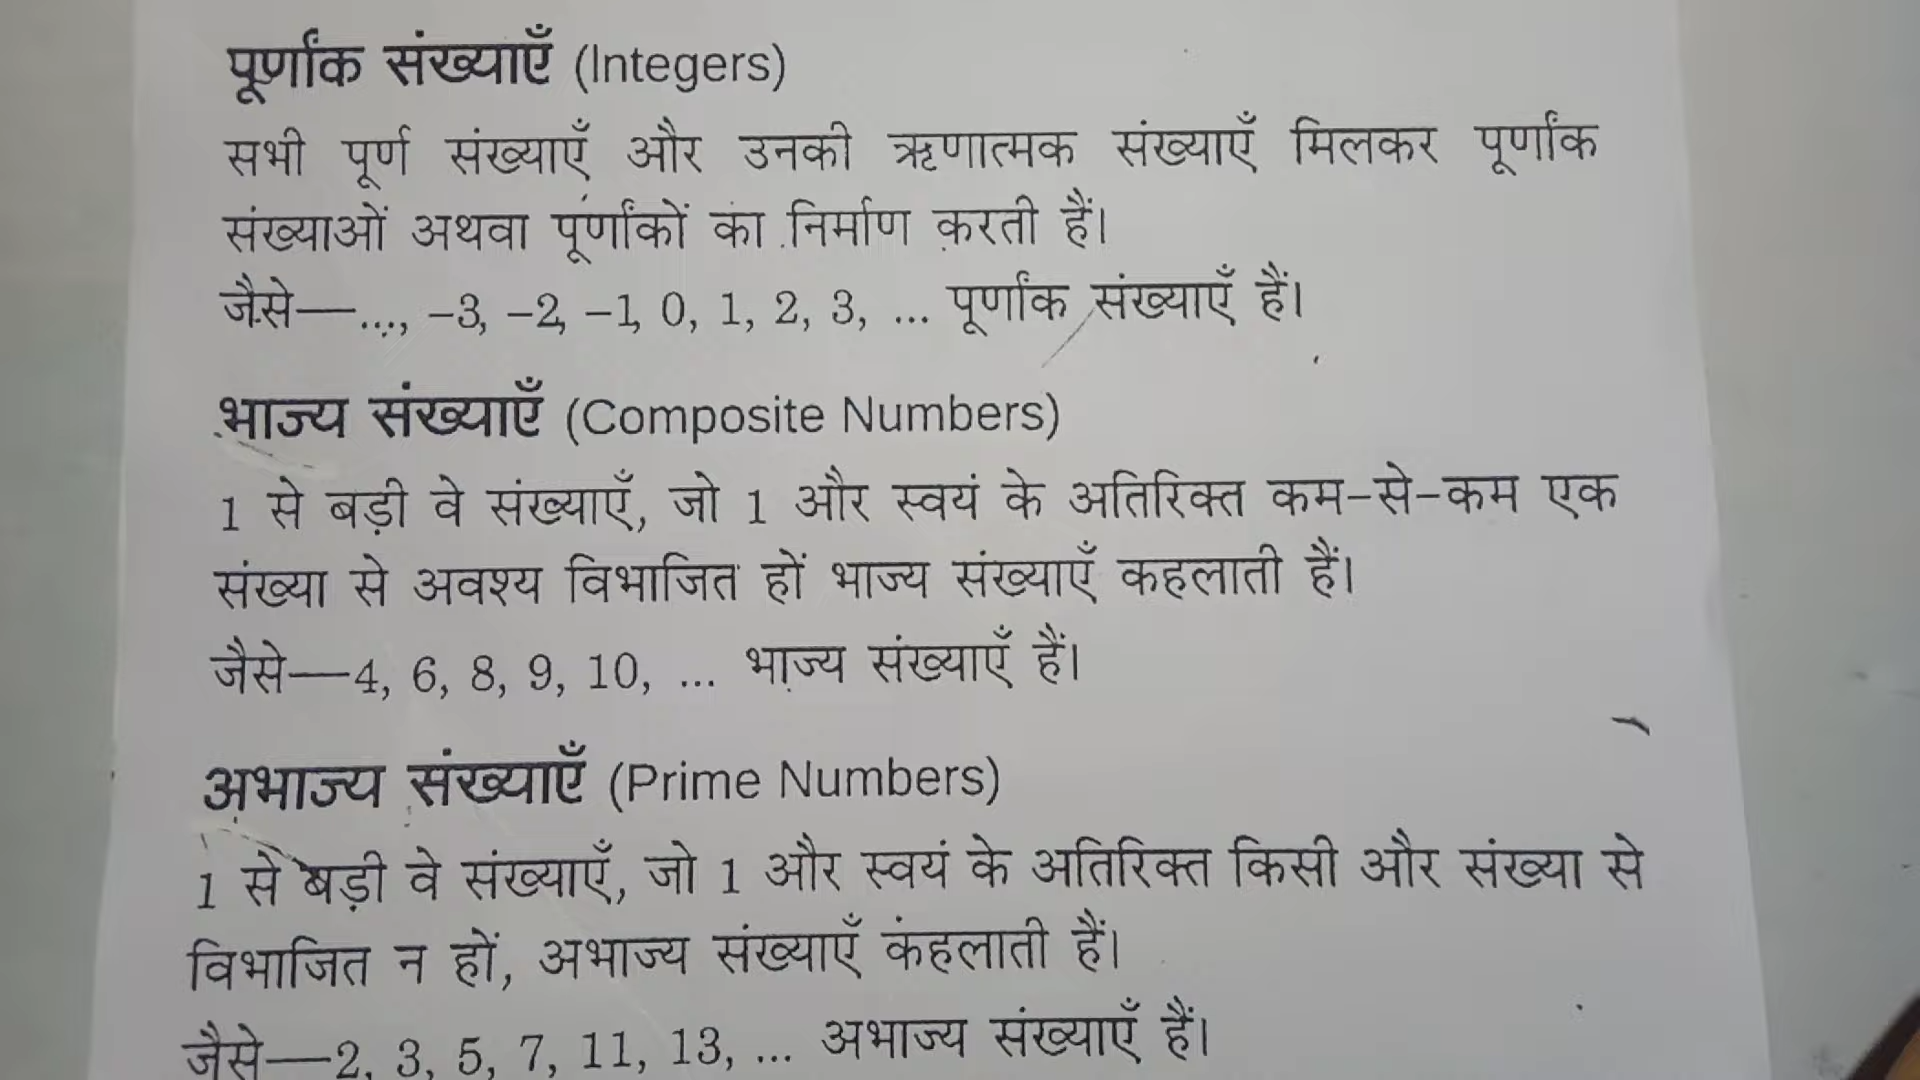 पूर्णांक संख्याएँ (Integers)
सभी पूर्ण संख्याएँ और उनकी ऋणात्मक संख्याएँ मिलकर पूर्णांक
संख्याओं अथवा पूर्णांकों का निर्माण करती हैं।
जैसे—..., –3, –2, –1, 0, 1, 2, 3, ... पूर्णांक संख्याएँ हैं।
भाज्य संख्याएँ (Composite Numbers)
1 से बड़ी वे संख्याएँ, जो 1 और स्वयं के अतिरिक्त कम-से-कम एक
संख्या से अवश्य विभाजित हों भाज्य संख्याएँ कहलाती हैं।
जैसे—4, 6, 8, 9, 10, ... भाज्य संख्याएँ हैं।
अभाज्य संख्याएँ (Prime Numbers)
1 से बड़ी वे संख्याएँ, जो 1 और स्वयं के अतिरिक्त किसी और संख्या से
विभाजित न हों, अभाज्य संख्याएँ कहलाती हैं।
जैसे—2, 3, 5, 7, 11, 13, ... अभाज्य संख्याएँ हैं।